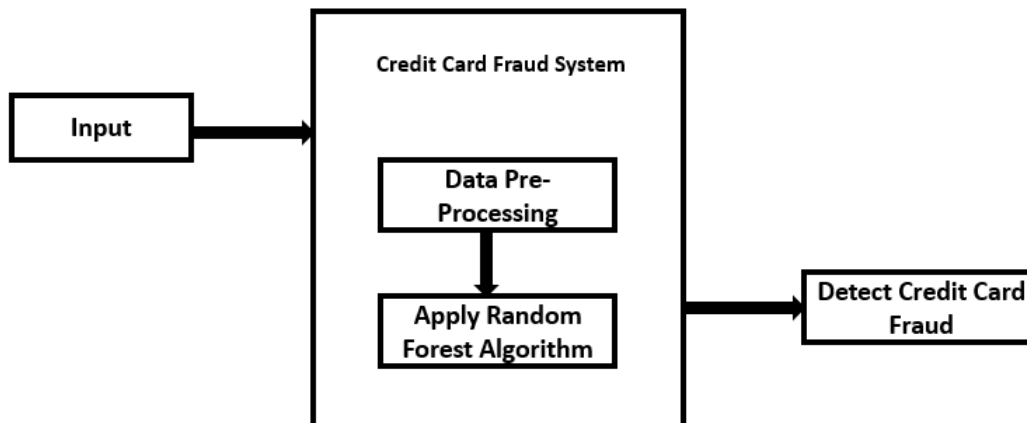 Credit Card Fraud System
Input
Data Pre-
Processing
Apply Random
Forest Algorithm
Detect Credit Card
Fraud